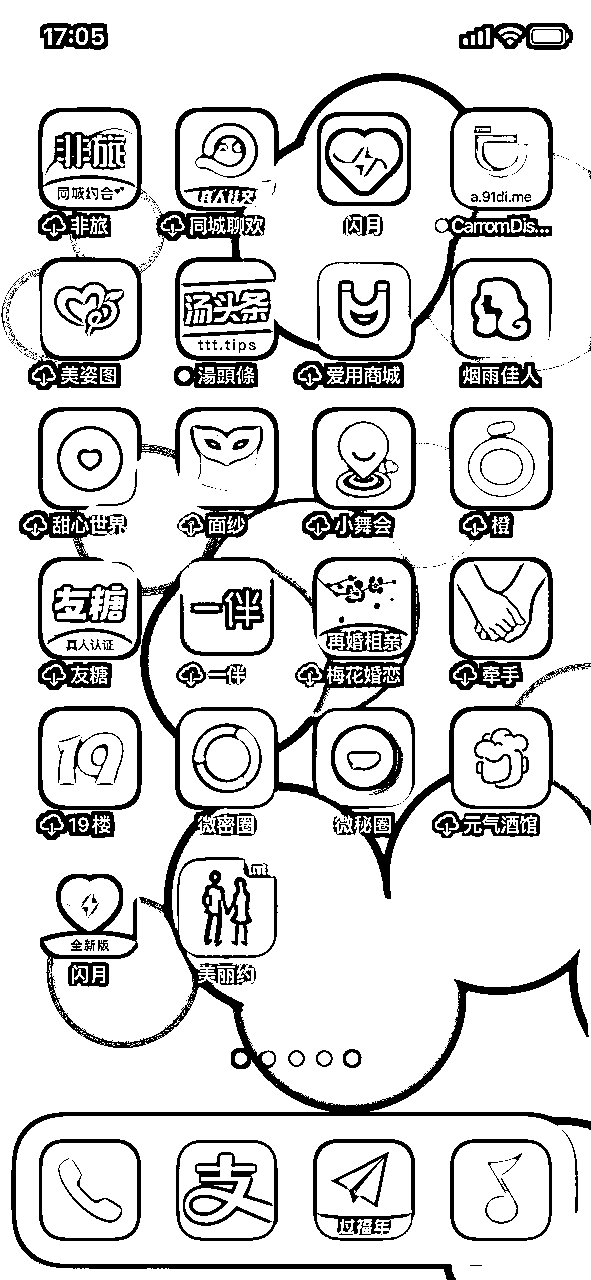 17:05
非旅
同城约会
非旅
同城聊欢
闪月
a.91di.me
CarromDis...
美姿图
汤头条
ttt.tips
湯頭條
爱用商城
烟雨佳人
甜心世界
面纱
小舞会
橙
友糖
真人认证
友糖
一伴
一伴
再婚相亲
梅花婚恋
牵手
19
19楼
微密圈
微秘圈
元气酒馆
全新版
闪月
美丽约
支
过福年